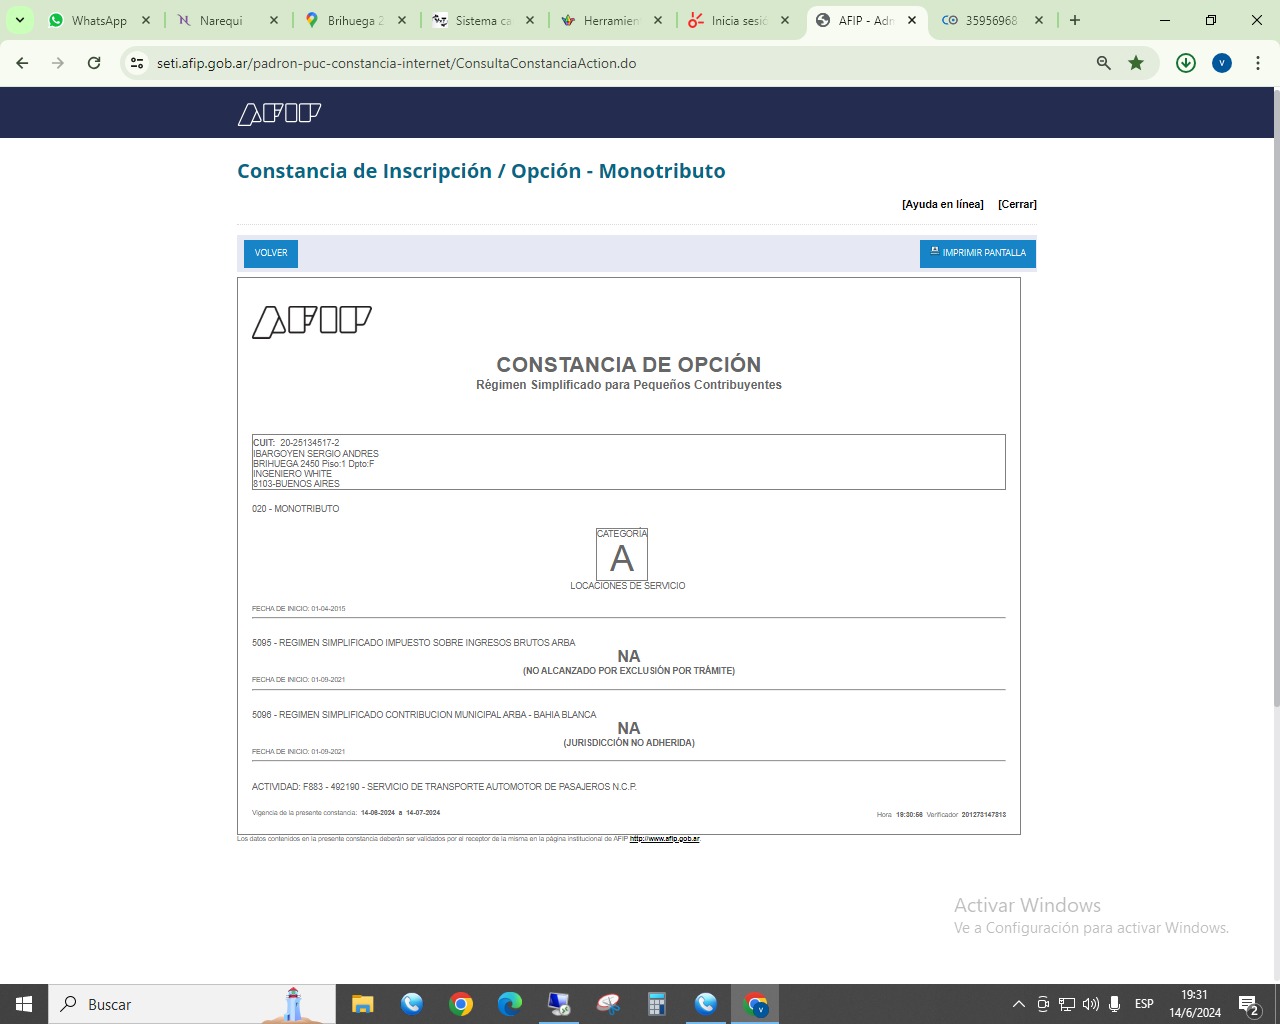 WhatsApp
Narequi
Brihuega 2
Sistema ca
Herramien
Inicia sesió
AFIP - Adm
35956968
seti.afip.gob.ar/padron-puc-constancia-internet/ConsultaConstanciaAction.do
V
AFIP
Constancia de Inscripción / Opción - Monotributo
[Ayuda en línea] [Cerrar]
VOLVER
IMPRIMIR PANTALLA
AFIP
CONSTANCIA DE OPCIÓN
Régimen Simplificado para Pequeños Contribuyentes
CUIT: 20-25134517-2
IBARGOYEN SERGIO ANDRES
BRIHUEGA 2450 Piso:1 Dpto:F
INGENIERO WHITE
8103-BUENOS AIRES
020 - MONOTRIBUTO
CATEGORÍA
A
LOCACIONES DE SERVICIO
FECHA DE INICIO: 01-04-2015
5095 - REGIMEN SIMPLIFICADO IMPUESTO SOBRE INGRESOS BRUTOS ARBA
NA
(NO ALCANZADO POR EXCLUSIÓN POR TRÁMITE)
FECHA DE INICIO: 01-09-2021
5096 - REGIMEN SIMPLIFICADO CONTRIBUCION MUNICIPAL ARBA - BAHIA BLANCA
NA
(JURISDICCIÓN NO ADHERIDA)
FECHA DE INICIO: 01-09-2021
ACTIVIDAD: F883 - 492190 - SERVICIO DE TRANSPORTE AUTOMOTOR DE PASAJEROS N.C.P.
Vigencia de la presente constancia: 14-06-2024 a 14-07-2024
Hora 19:30:56 Verificador 201273147813
Los datos contenidos en la presente constancia deberán ser validados por el receptor de la misma en la página institucional de AFIP http://www.afip.gob.ar.
Activar Windows
Ve a Configuración para activar Windows.
Buscar
V
ESP
19:31
14/6/2024
2